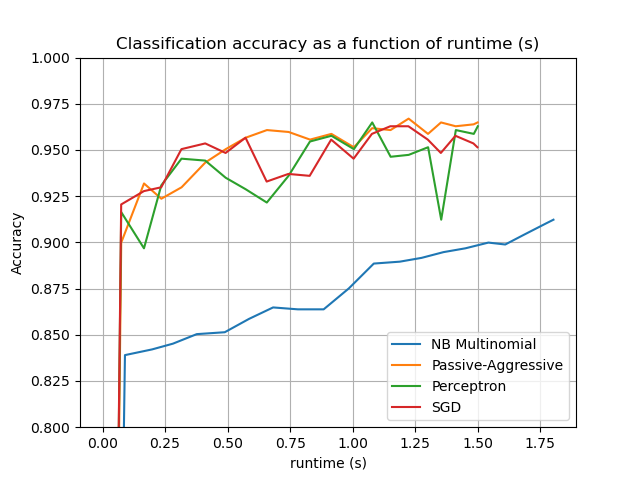 Classification accuracy as a function of runtime (s)
1.000
0.975
0.950
0.925
0.900
0.875
0.850
0.825
0.800
Accuracy
NB Multinomial
Passive-Aggressive
Perceptron
SGD
0.00 0.25 0.50 0.75 1.00 1.25 1.50 1.75
runtime (s)